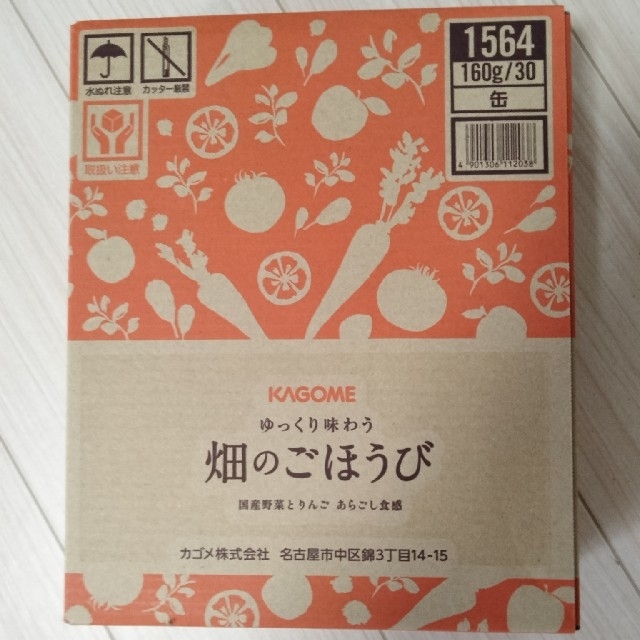 水ぬれ注意
カッター厳禁
取扱い注意
1564
160g/30
缶
4 901306 112038
KAGOME
ゆっくり味わう
畑のごほうび
国産野菜とりんご あらごし食感
カゴメ株式会社 名古屋市中区錦3丁目14-15